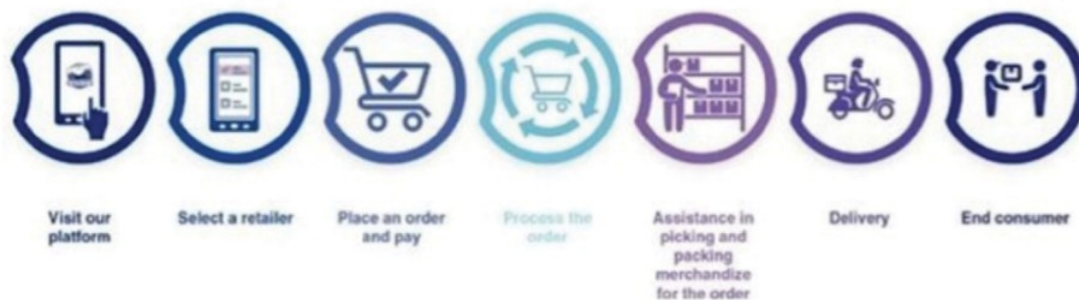 Visit our
platform
Select a retailer
Place an order
and pay
Process the
order
Assistance in
picking and
packing
merchandize
for the order
Delivery
End consumer